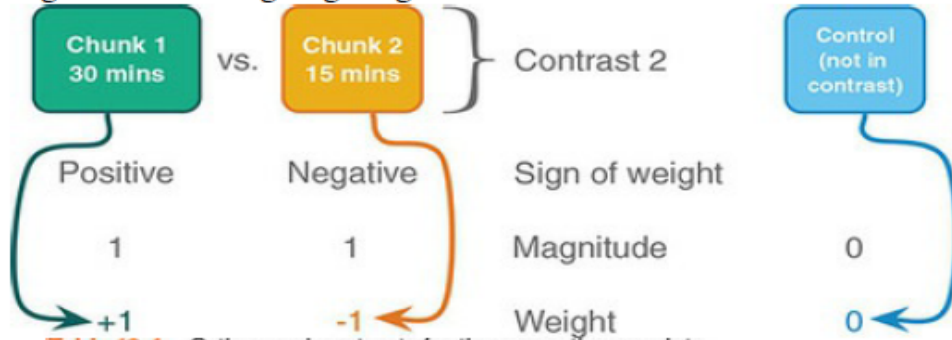 Chunk 1
30 mins
vs.
Chunk 2
15 mins
Contrast 2
Control
(not in
contrast)
Positive
Negative
Sign of weight
1
1
Magnitude
0
+1
-1
Weight
0